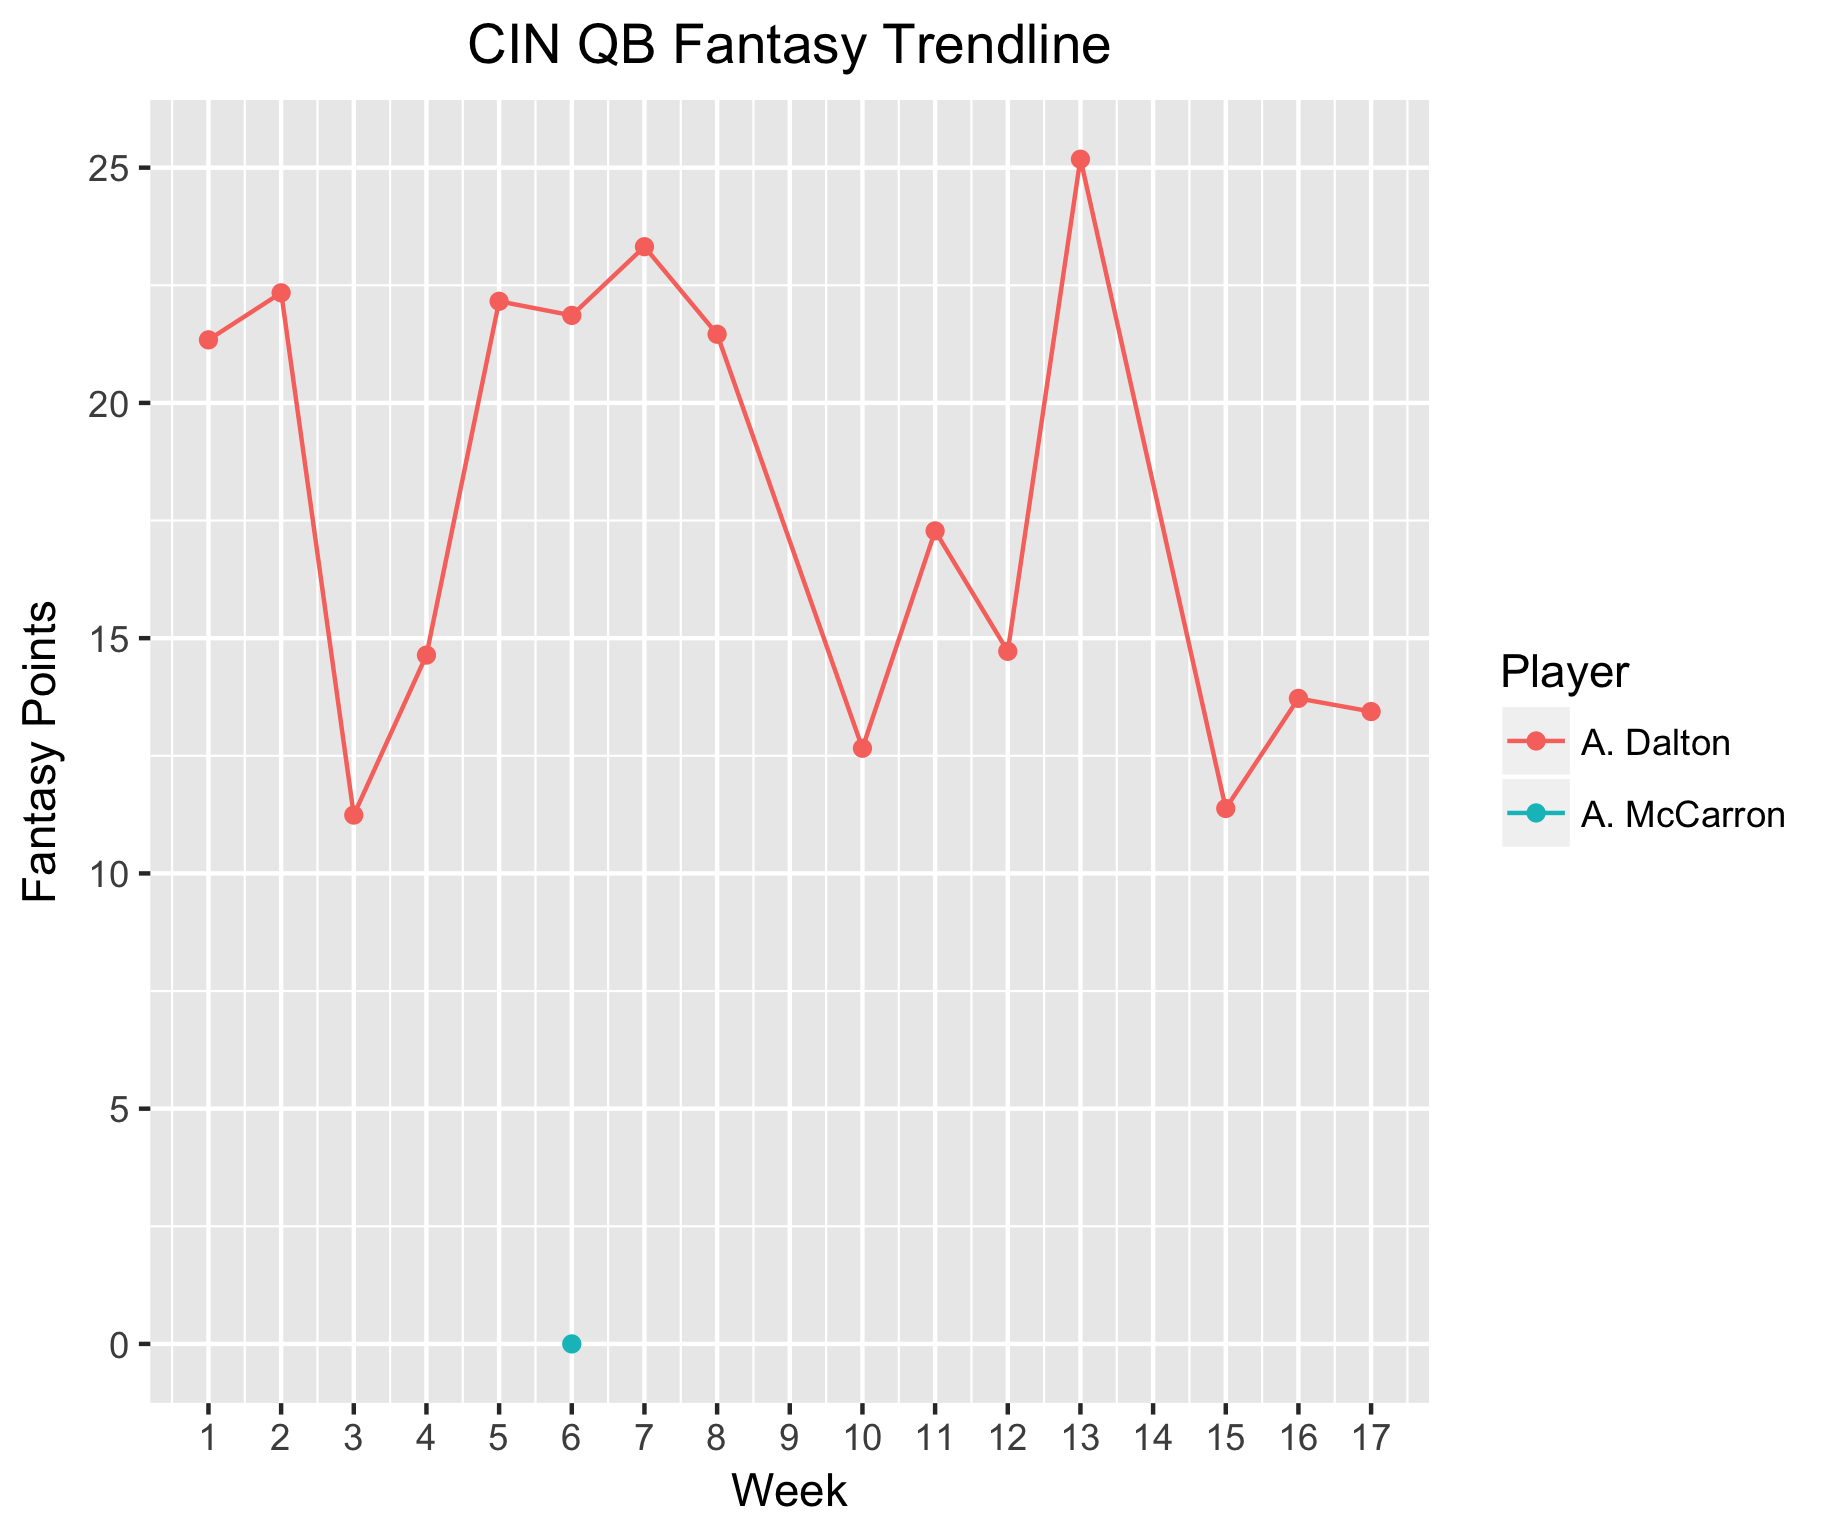 CIN QB Fantasy Trendline
25
20
15
10
5
0
Fantasy Points
1 2 3 4 5 6 7 8 9 10 11 12 13 14 15 16 17
Week
Player
A. Dalton
A. McCarron